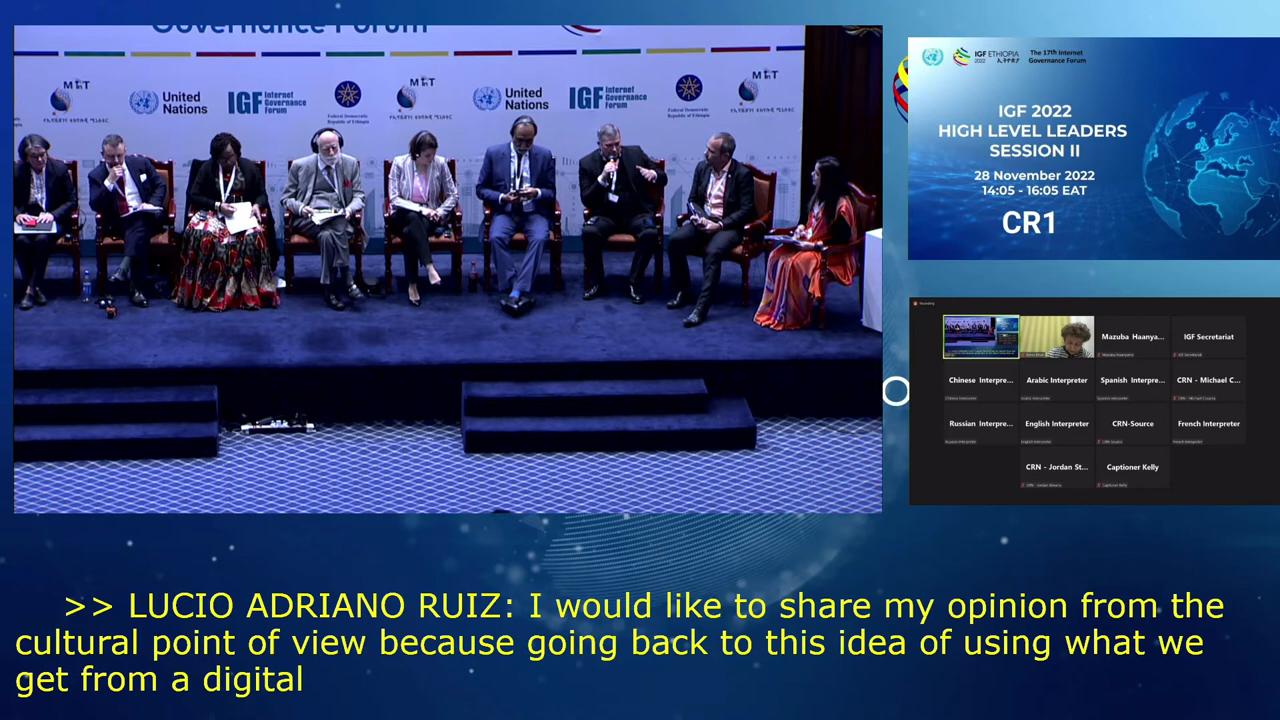 Governance Forum
MiT
United Nations
IGF Internet Governance Forum
Federal Democratic Republic of Ethiopia
MiT
United Nations
IGF Internet Governance Forum
Federal Democratic Republic of Ethiopia
MiT
IGF ETHIOPIA
2022 ኢትዮጵያ
The 17th Internet
Governance Forum
IGF 2022
HIGH LEVEL LEADERS
SESSION II
28 November 2022
14:05 - 16:05 EAT
CR1
Mazuba Haanya...
IGF Secretariat
Chinese Interpre...
Arabic Interpreter
Spanish Interpre...
CRN - Michael C...
Russian Interpre...
English Interpreter
CRN-Source
French Interpreter
CRN - Jordan St...
Captioner Kelly
>> LUCIO ADRIANO RUIZ: I would like to share my opinion from the
cultural point of view because going back to this idea of using what we
get from a digital